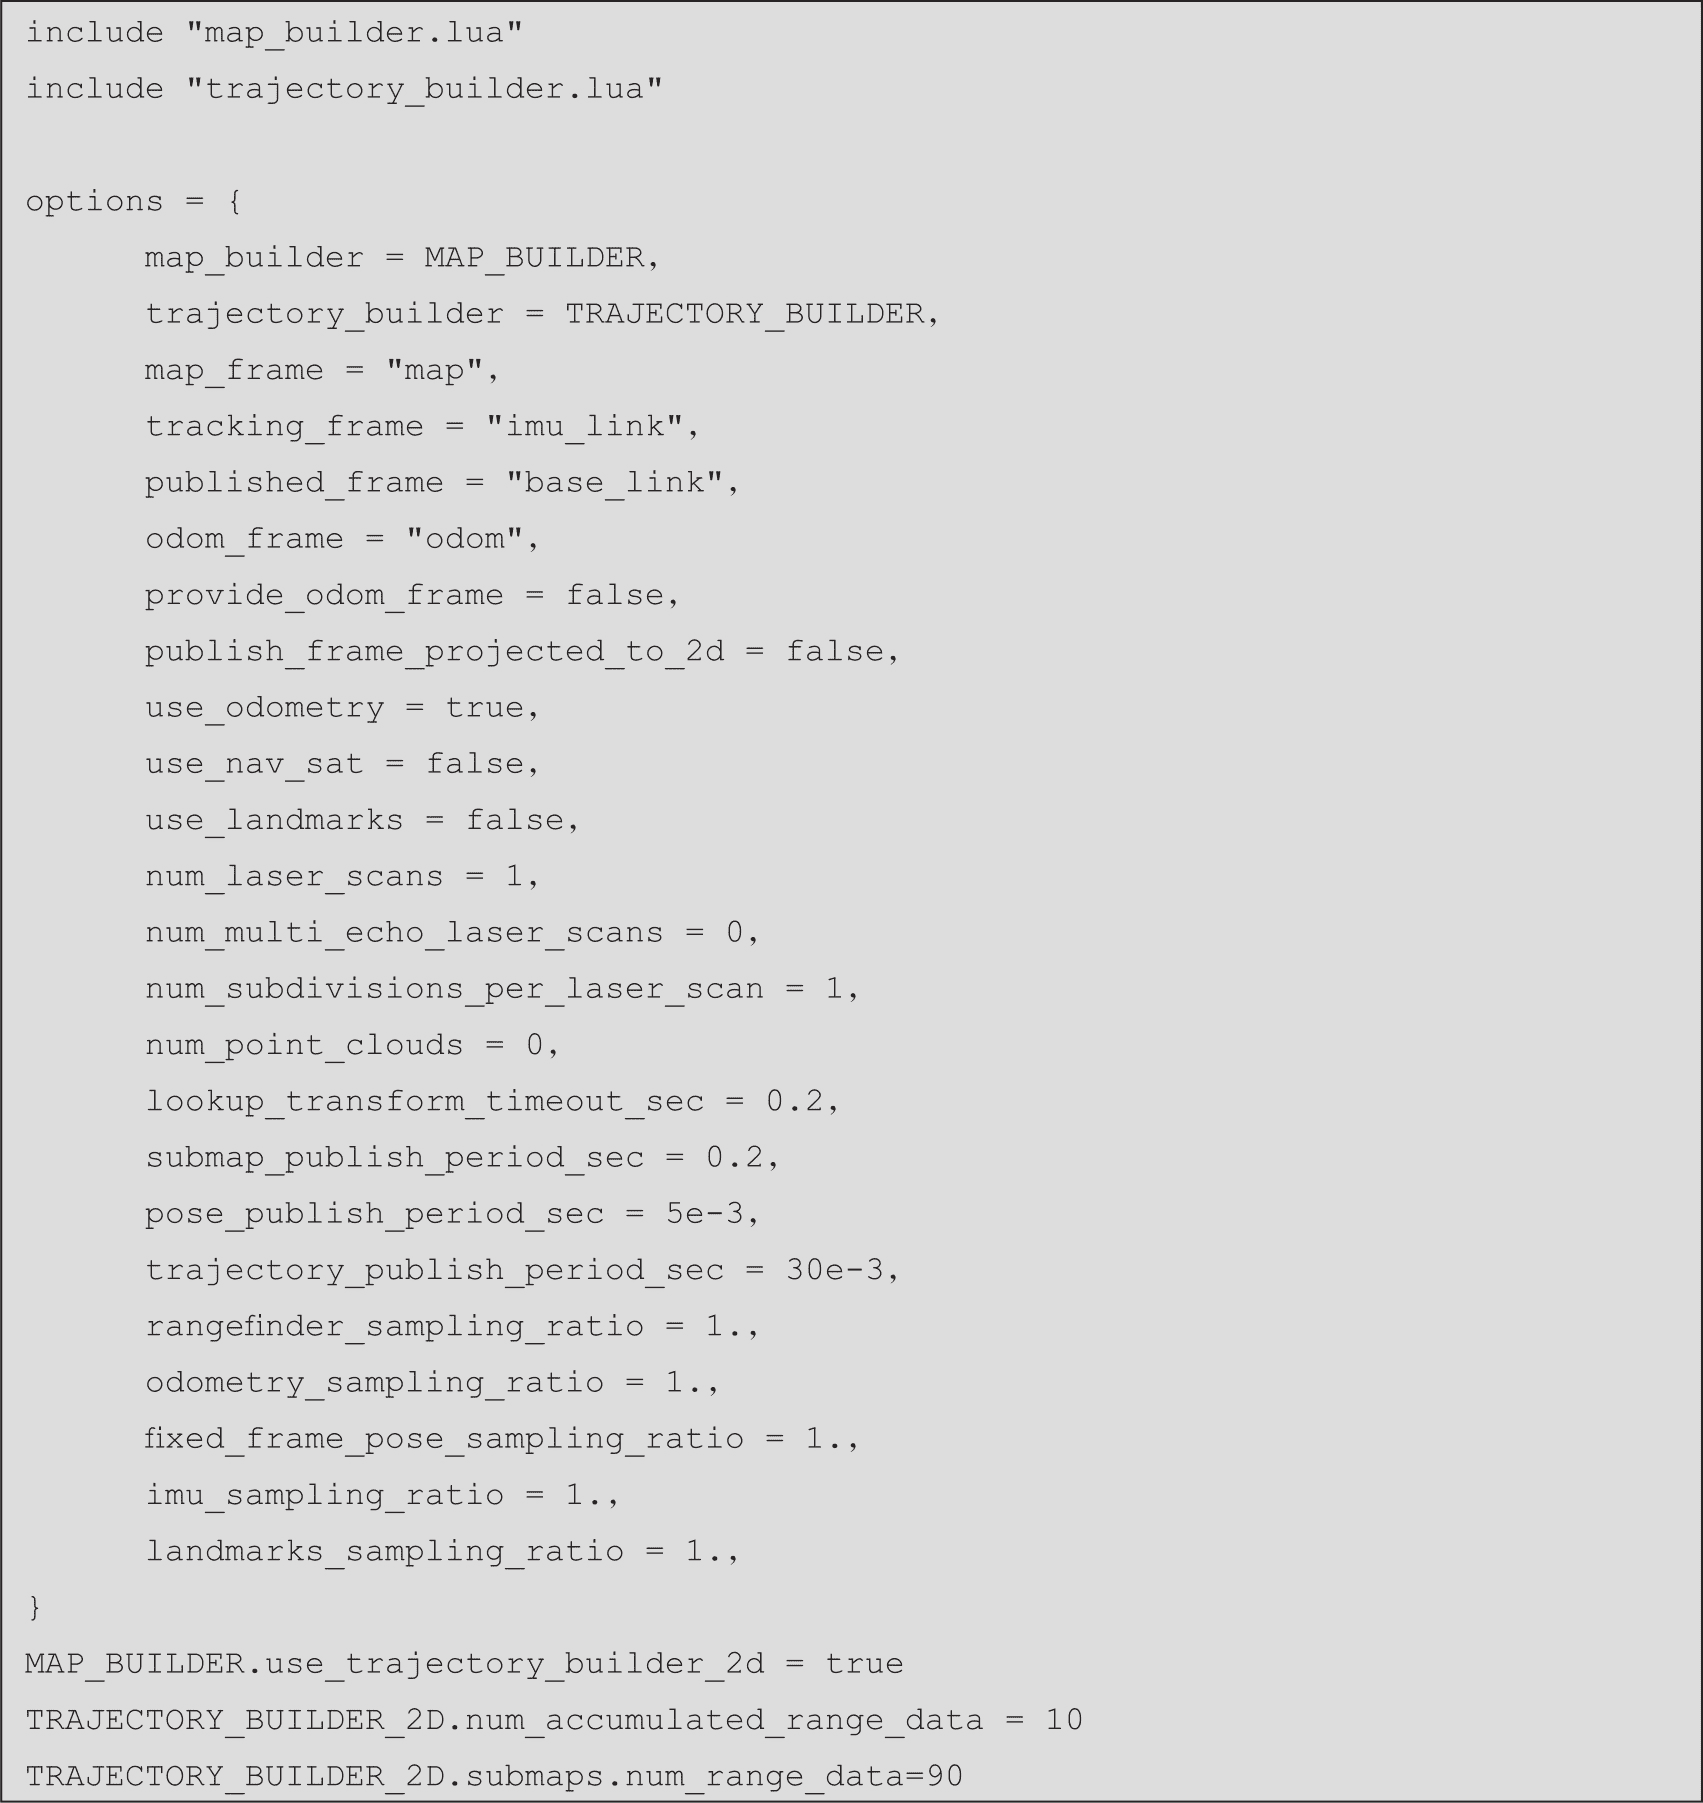 include "map_builder.lua"
include "trajectory_builder.lua"
options = {
map_builder = MAP_BUILDER,
trajectory_builder = TRAJECTORY_BUILDER,
map_frame = "map",
tracking_frame = "imu_link",
published_frame = "base_link",
odom_frame = "odom",
provide_odom_frame = false,
publish_frame_projected_to_2d = false,
use_odometry = true,
use_nav_sat = false,
use_landmarks = false,
num_laser_scans = 1,
num_multi_echo_laser_scans = 0,
num_subdivisions_per_laser_scan = 1,
num_point_clouds = 0,
lookup_transform_timeout_sec = 0.2,
submap_publish_period_sec = 0.2,
pose_publish_period_sec = 5e-3,
trajectory_publish_period_sec = 30e-3,
rangefinder_sampling_ratio = 1.,
odometry_sampling_ratio = 1.,
fixed_frame_pose_sampling_ratio = 1.,
imu_sampling_ratio = 1.,
landmarks_sampling_ratio = 1.,
}
MAP_BUILDER.use_trajectory_builder_2d = true
TRAJECTORY_BUILDER_2D.num_accumulated_range_data = 10
TRAJECTORY_BUILDER_2D.submaps.num_range_data=90